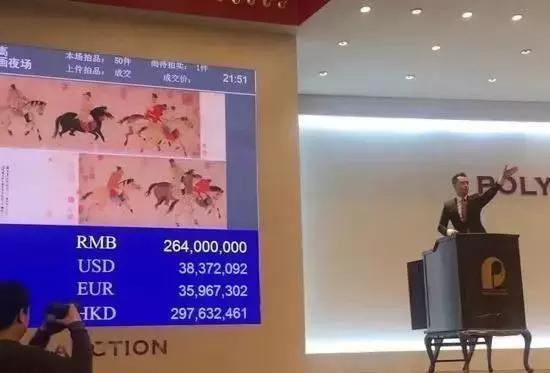 高
画夜场
本场拍品: 50件
尚待拍卖: 1件
上件拍品: 成交
成交价:
21:51
RMB 264,000,000
USD 38,372,092
EUR 35,967,302
HKD 297,632,461
POLY
AUCTION